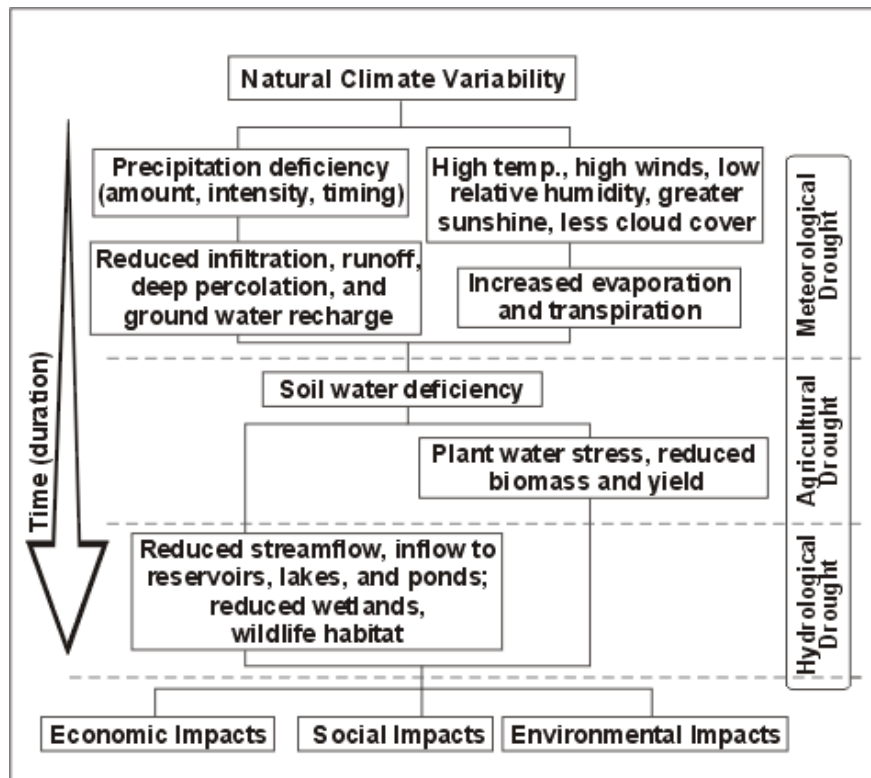 Natural Climate Variability
Precipitation deficiency
(amount, intensity, timing)
High temp., high winds, low
relative humidity, greater
sunshine, less cloud cover
Reduced infiltration, runoff,
deep percolation, and
ground water recharge
Increased evaporation
and transpiration
Meteorological
Drought
Time (duration)
Soil water deficiency
Plant water stress, reduced
biomass and yield
Agricultural
Drought
Reduced streamflow, inflow to
reservoirs, lakes, and ponds;
reduced wetlands,
wildlife habitat
Hydrological
Drought
Economic Impacts
Social Impacts
Environmental Impacts